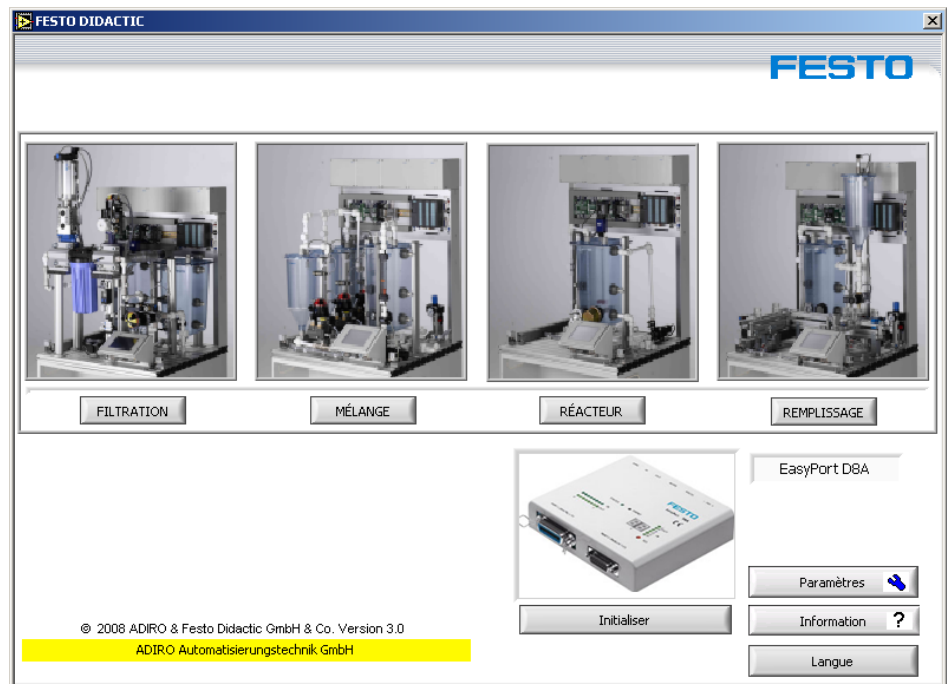 FESTO DIDACTIC
FESTO
FILTRATION
MÉLANGE
RÉACTEUR
REMPLISSAGE
EasyPort D8A
FESTO
Paramètres
Initialiser
Information ?
Langue
© 2008 ADIRO & Festo Didactic GmbH & Co. Version 3.0
ADIRO Automatisierungstechnik GmbH